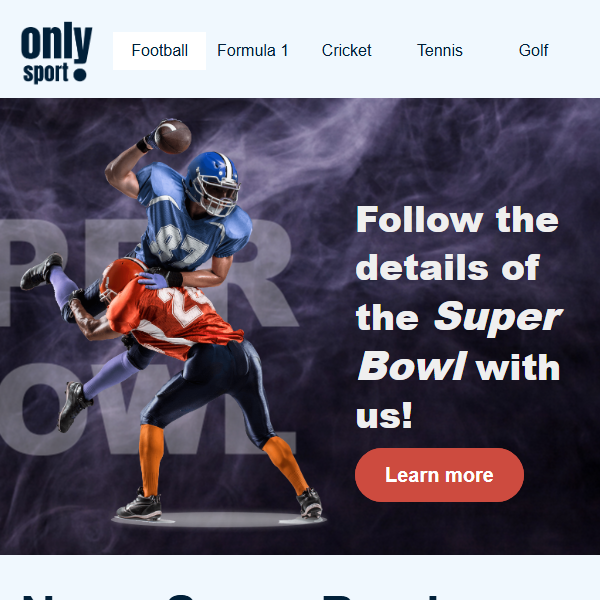 only
sport
Football
Formula 1
Cricket
Tennis
Golf
PER
OWL
97
Follow the
details of
the Super
Bowl with
us!
Learn more